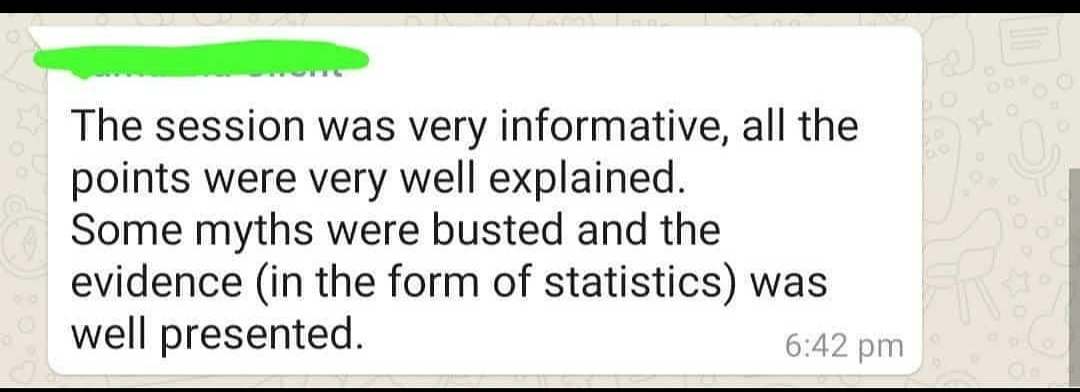 The session was very informative, all the
points were very well explained.
Some myths were busted and the
evidence (in the form of statistics) was
well presented.
6:42 pm